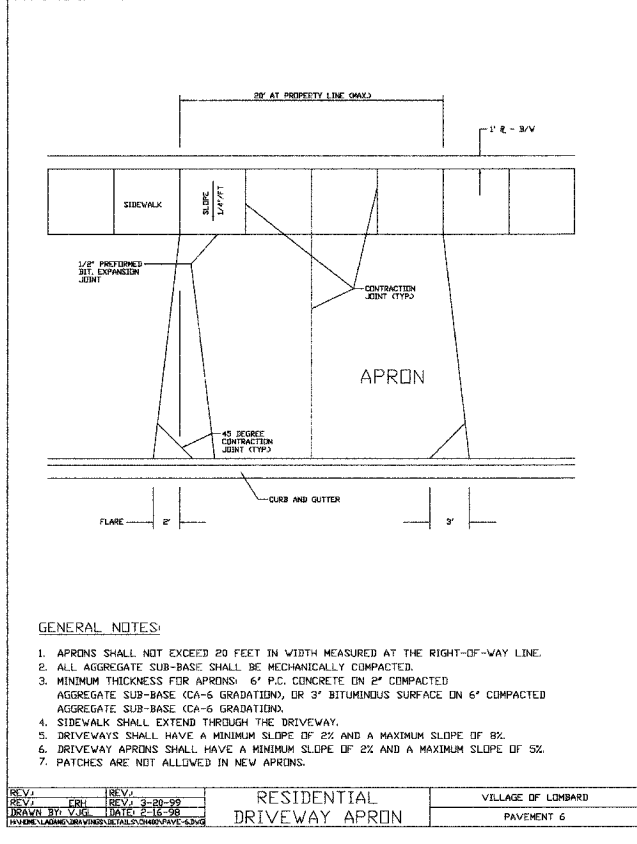 20' AT PROPERTY LINE (MAX.)
1' R - B/W
SIDEWALK
SLOPE
1/4"/FT
1/2" PREFORMED
BIT. EXPANSION
JOINT
CONTRACTION
JOINT (TYP.)
APRON
45 DEGREE
CONTRACTION
JOINT (TYP.)
CURB AND GUTTER
FLARE
2'
3'
GENERAL NOTES:
1. APRONS SHALL NOT EXCEED 20 FEET IN WIDTH MEASURED AT THE RIGHT-OF-WAY LINE.
2. ALL AGGREGATE SUB-BASE SHALL BE MECHANICALLY COMPACTED.
3. MINIMUM THICKNESS FOR APRONS: 6" P.C. CONCRETE ON 2" COMPACTED
AGGREGATE SUB-BASE (CA-6 GRADATION), OR 3" BITUMINOUS SURFACE ON 6" COMPACTED
AGGREGATE SUB-BASE (CA-6 GRADATION).
4. SIDEWALK SHALL EXTEND THROUGH THE DRIVEWAY.
5. DRIVEWAYS SHALL HAVE A MINIMUM SLOPE OF 2% AND A MAXIMUM SLOPE OF 8%.
6. DRIVEWAY APRONS SHALL HAVE A MINIMUM SLOPE OF 2% AND A MAXIMUM SLOPE OF 5%.
7. PATCHES ARE NOT ALLOWED IN NEW APRONS.
REV.: REV.:
REV.: ERH REV.: 3-20-99
DRAWN BY: VJGL DATE: 2-16-98
H:\HOME\LADANG\DRAWINGS\DETAILS\CH400\PAVE-6.DWG
RESIDENTIAL
DRIVEWAY APRON
VILLAGE OF LOMBARD
PAVEMENT 6